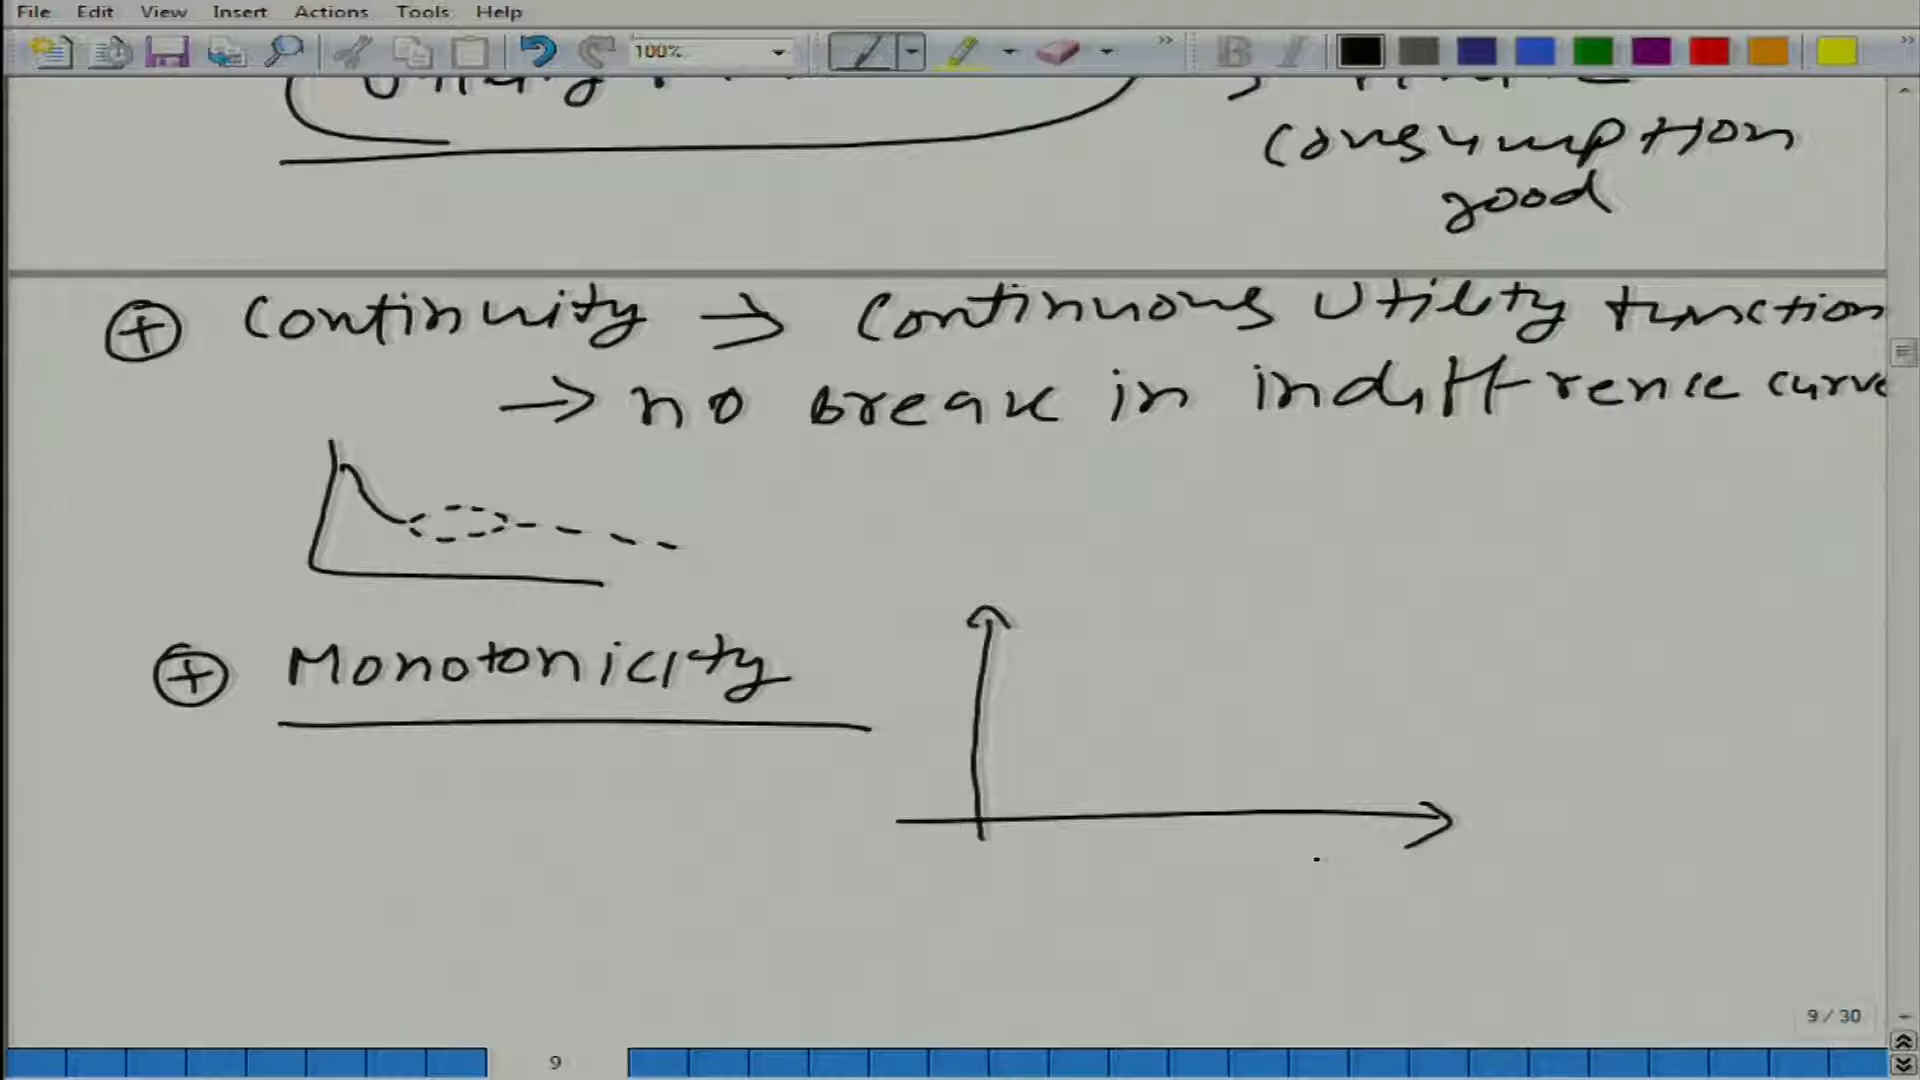 File Edit View Insert Actions Tools Help
100%
B I
consumption
good
⊕ Continuity → Continuous Utility function
→ no break in indiffrence curve
⊕ Monotonicity
9 / 30
9